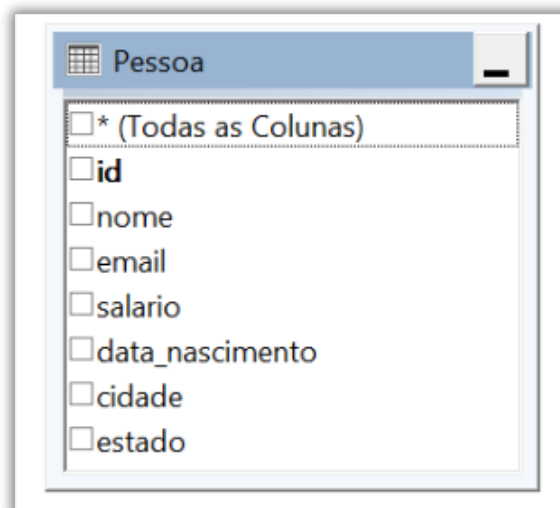 Pessoa
* (Todas as Colunas)
id
nome
email
salario
data_nascimento
cidade
estado